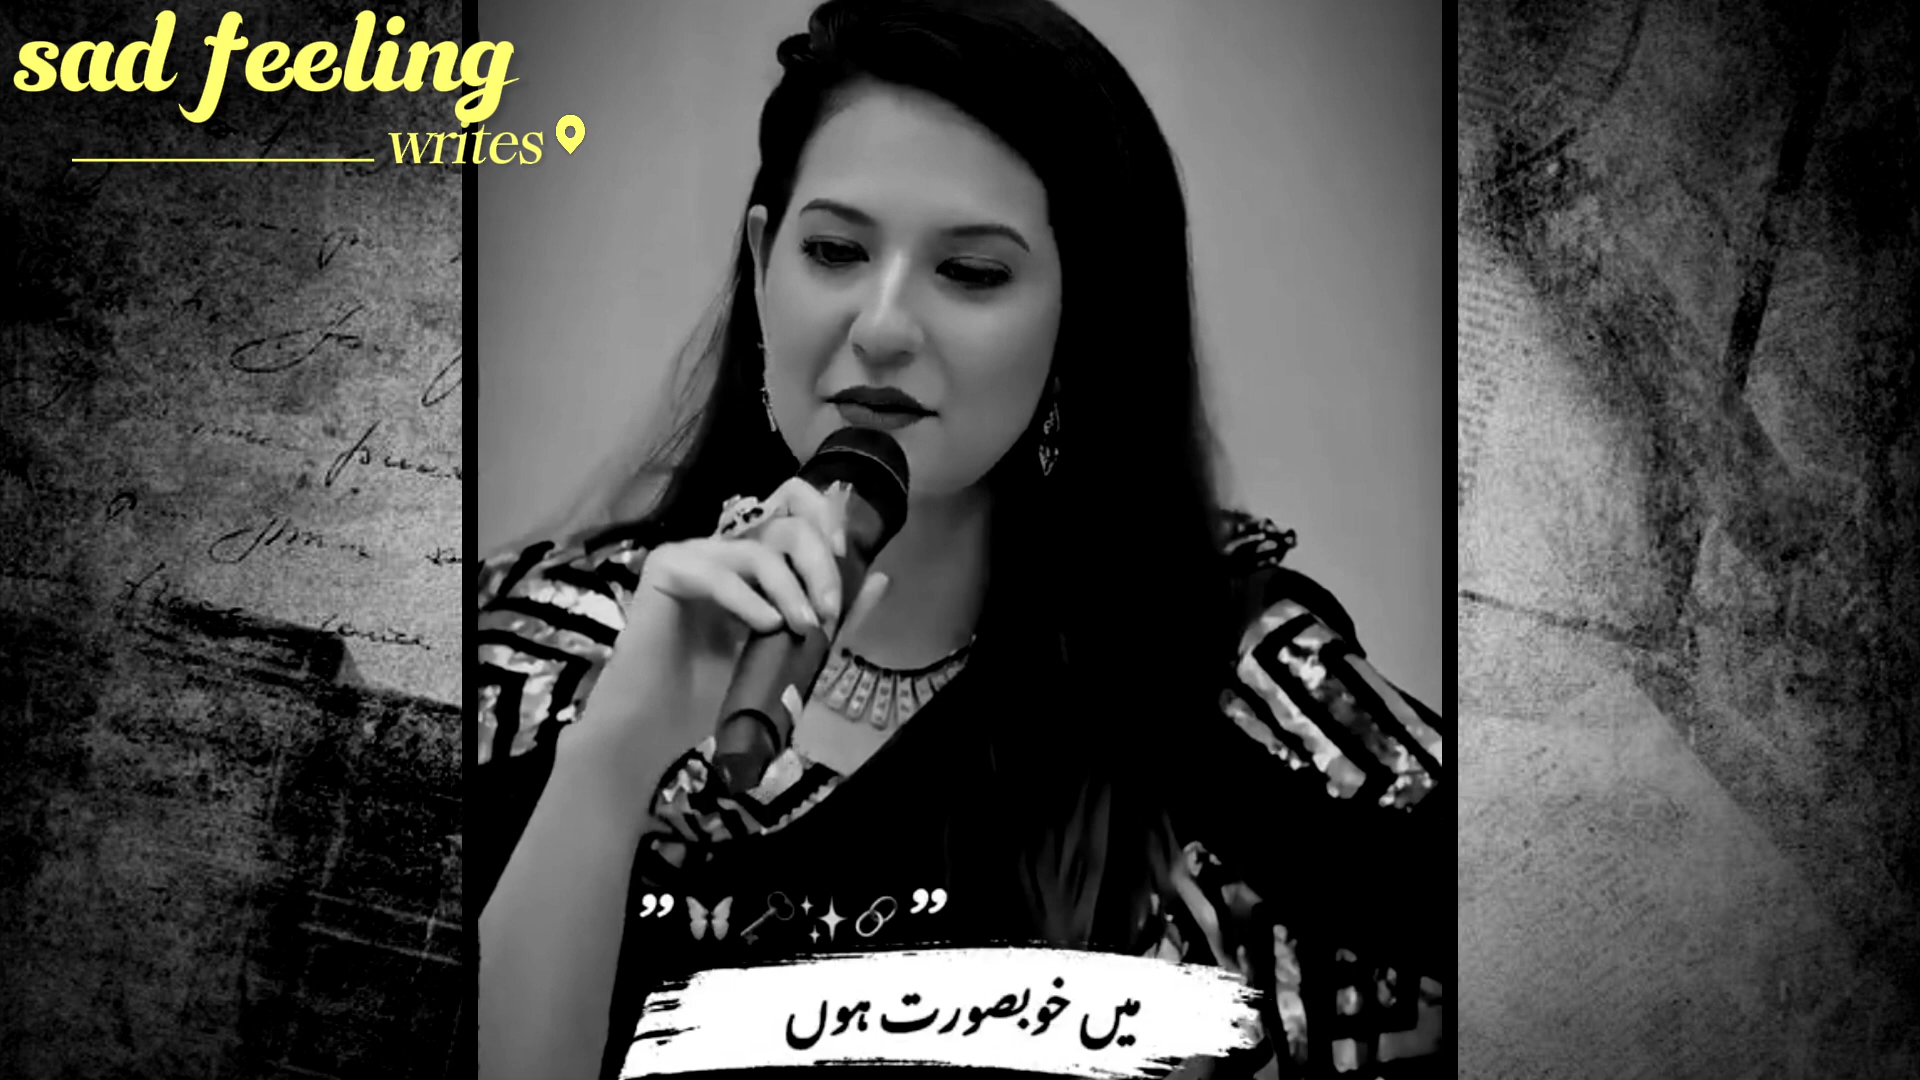 sad feeling
writes
” ”
میں خوبصورت ہوں